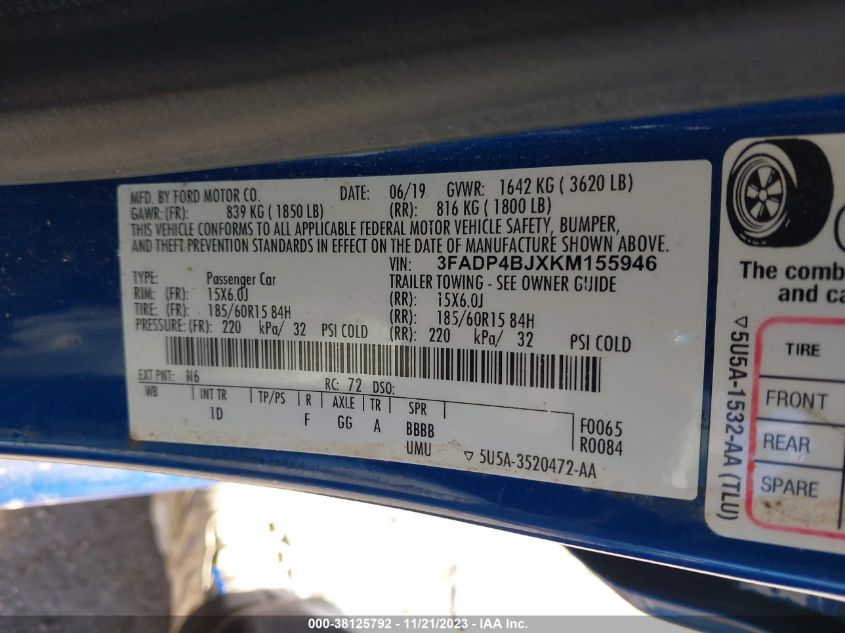 MFD. BY FORD MOTOR CO. DATE: 06/19 GVWR: 1642 KG ( 3620 LB)
GAWR: (FR): 839 KG ( 1850 LB) (RR): 816 KG ( 1800 LB)
THIS VEHICLE CONFORMS TO ALL APPLICABLE FEDERAL MOTOR VEHICLE SAFETY, BUMPER,
AND THEFT PREVENTION STANDARDS IN EFFECT ON THE DATE OF MANUFACTURE SHOWN ABOVE.
VIN: 3FADP4BJXKM155946
TYPE: Passenger Car TRAILER TOWING - SEE OWNER GUIDE
RIM: (FR): 15X6.0J (RR): 15X6.0J
TIRE: (FR): 185/60R15 84H (RR): 185/60R15 84H
PRESSURE: (FR): 220 kPa/ 32 PSI COLD (RR): 220 kPa/ 32 PSI COLD
EXT PNT: N6 RC: 72 DSO:
WB INT TR TP/PS R AXLE TR SPR
1D F GG A BBBB F0065
UMU R0084
▽ 5U5A-3520472-AA
The comb
and ca
▽ 5U5A-1532-AA (TLU)
TIRE
FRONT
REAR
SPARE
000-38125792 - 11/21/2023 - IAA Inc.